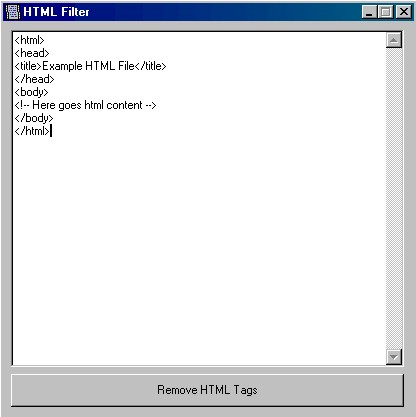 HTML Filter
<html>
<head>
<title>Example HTML File</title>
</head>
<body>
<!-- Here goes html content -->
</body>
</html>
Remove HTML Tags